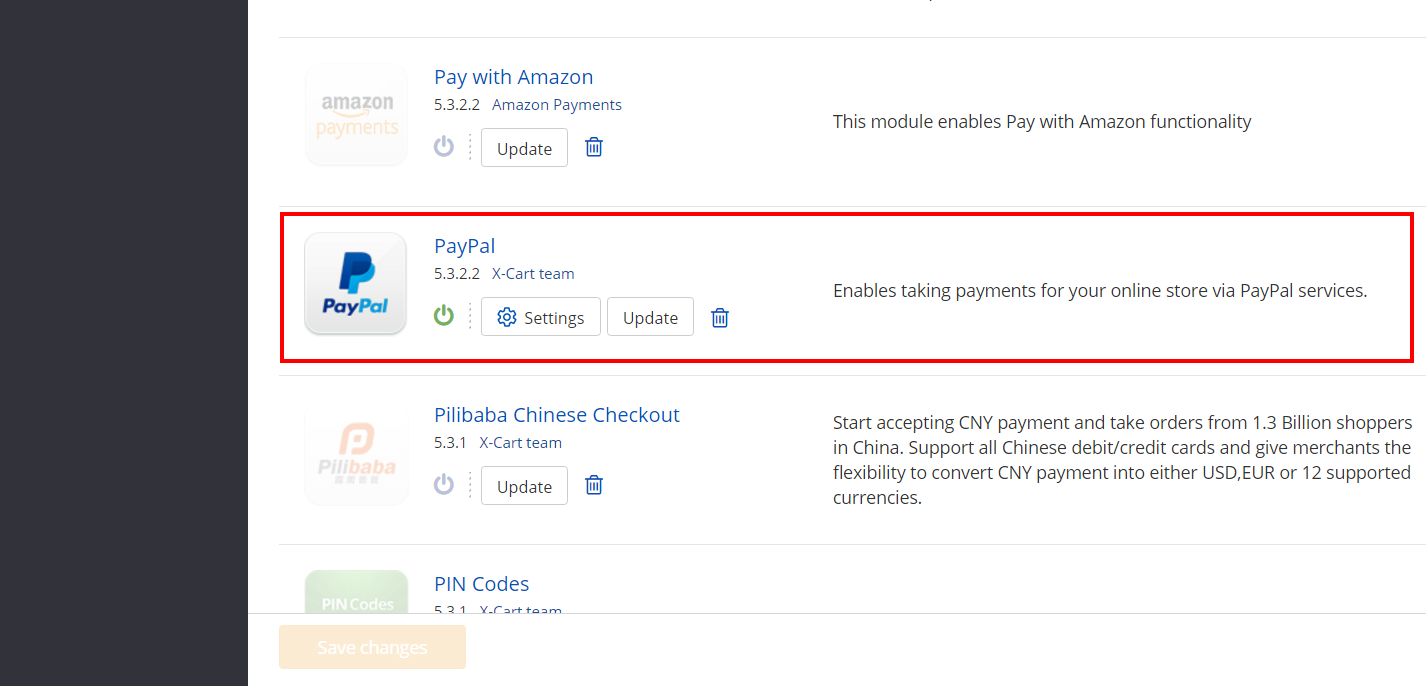 Pay with Amazon
amazon
payments
5.3.2.2 Amazon Payments
Update
This module enables Pay with Amazon functionality
PayPal
PayPal
5.3.2.2 X-Cart team
Settings
Update
Enables taking payments for your online store via PayPal services.
Pilibaba Chinese Checkout
Pilibaba
5.3.1 X-Cart team
Update
Start accepting CNY payment and take orders from 1.3 Billion shoppers
in China. Support all Chinese debit/credit cards and give merchants the
flexibility to convert CNY payment into either USD,EUR or 12 supported
currencies.
PIN Codes
PIN Codes
5.3.1 X-Cart team
Save changes